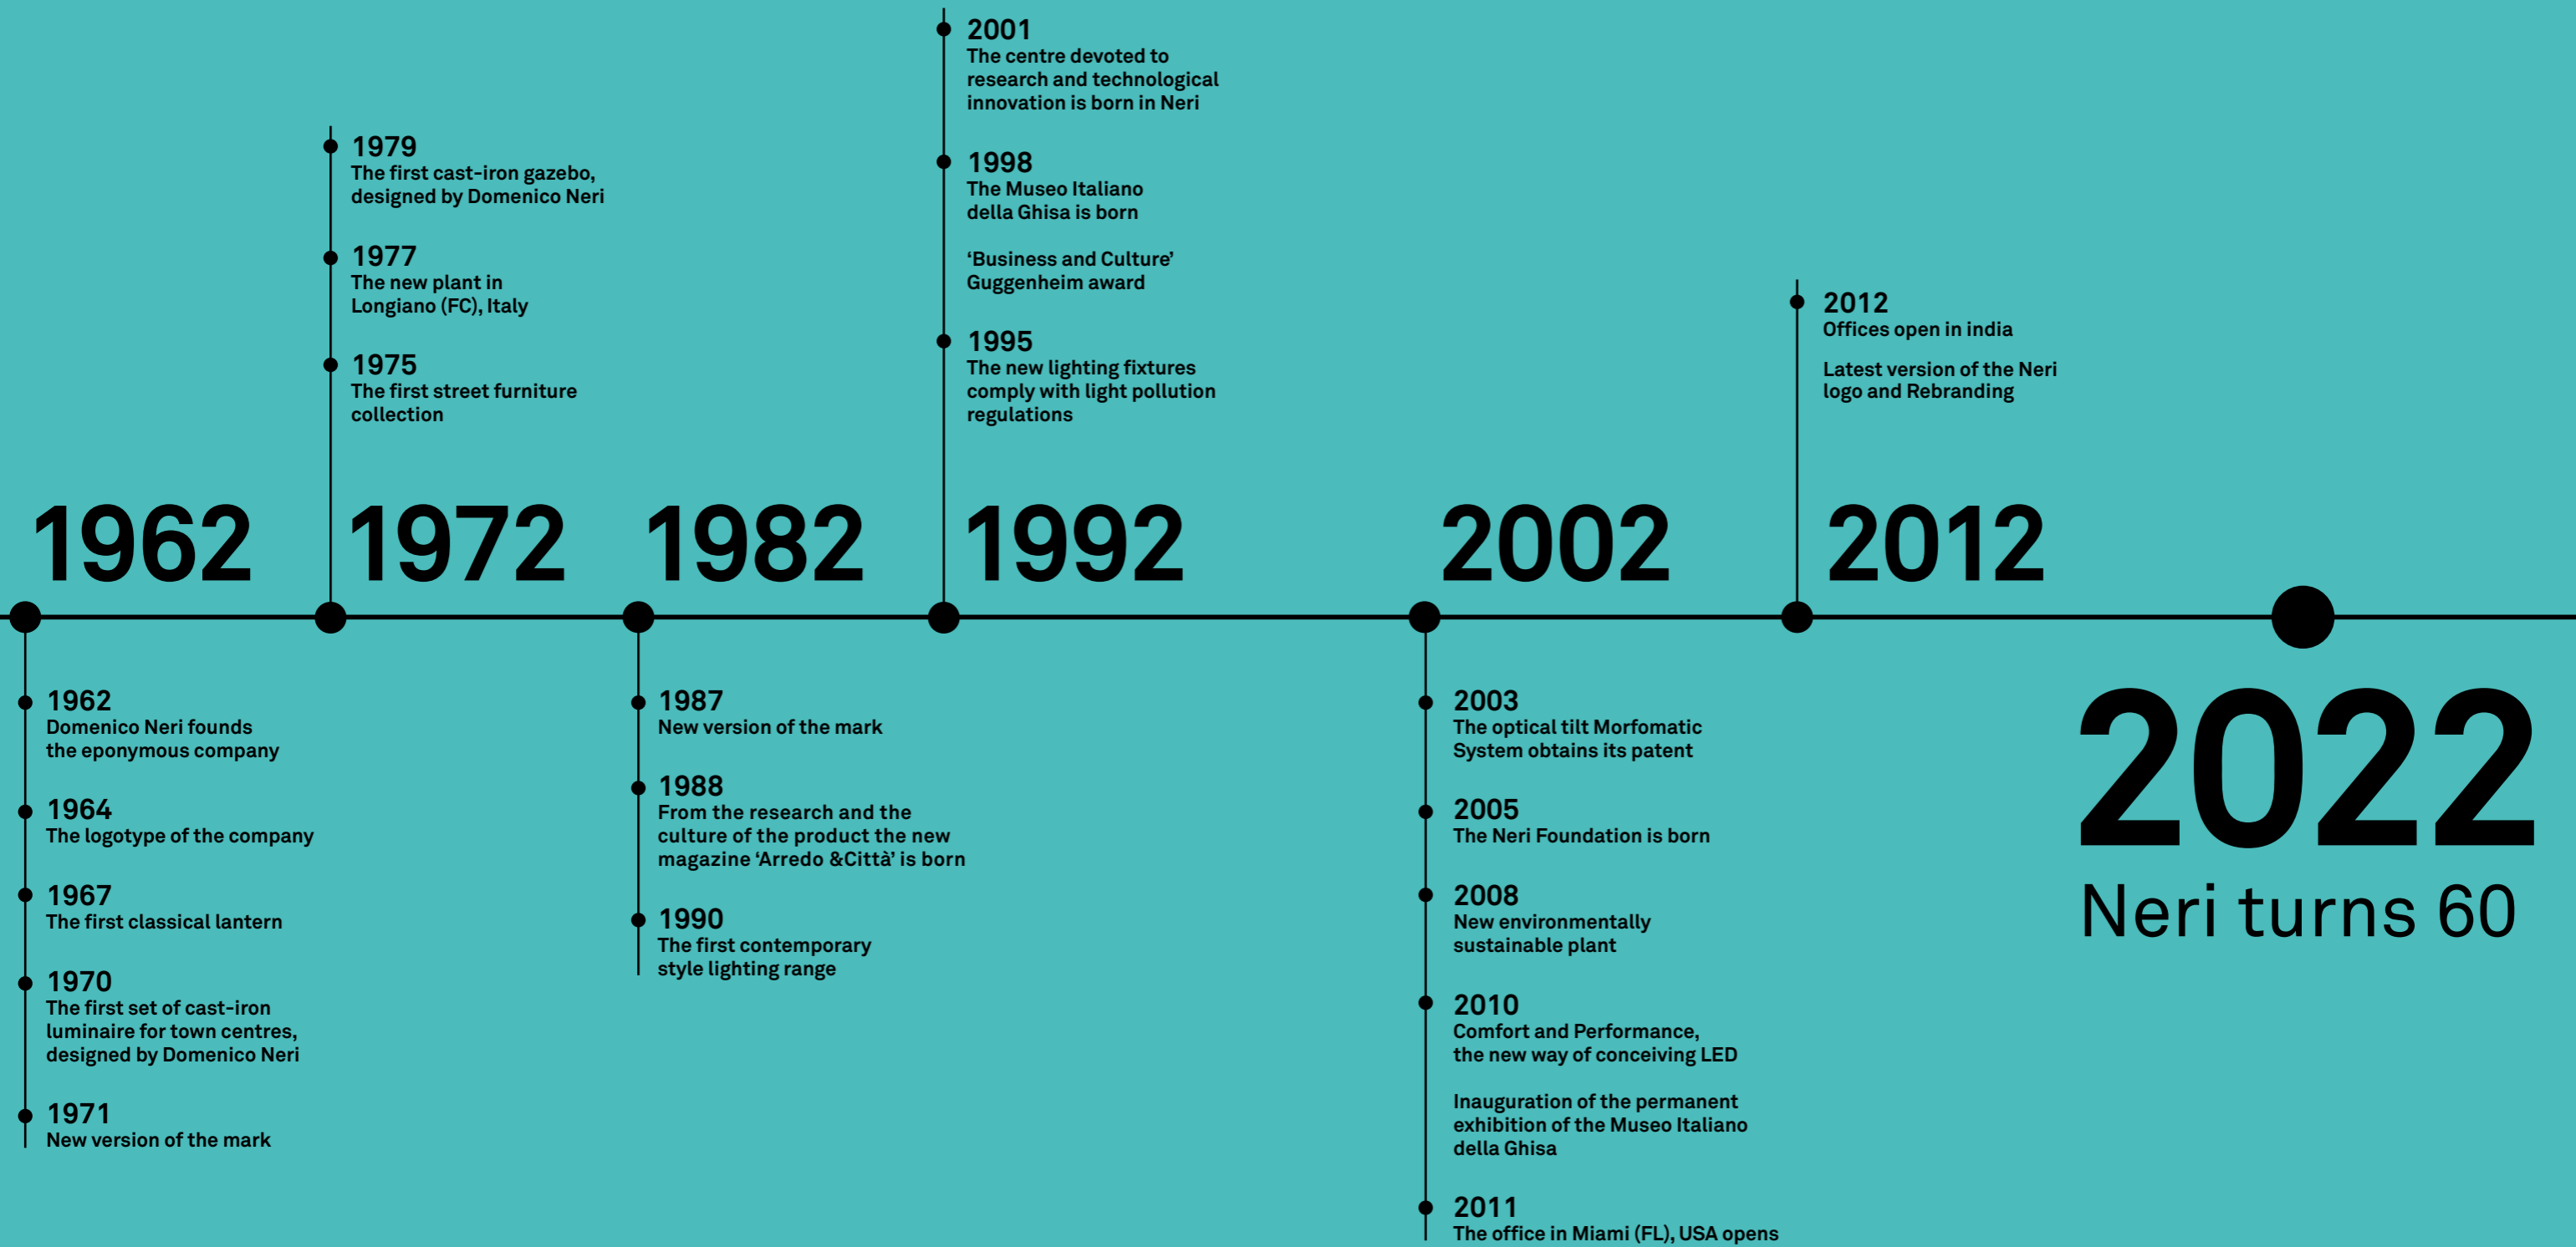 1962
1962
Domenico Neri founds
the eponymous company
1964
The logotype of the company
1967
The first classical lantern
1970
The first set of cast-iron
luminaire for town centres,
designed by Domenico Neri
1971
New version of the mark
1972
1979
The first cast-iron gazebo,
designed by Domenico Neri
1977
The new plant in
Longiano (FC), Italy
1975
The first street furniture
collection
1982
1987
New version of the mark
1988
From the research and the
culture of the product the new
magazine ‘Arredo &Città’ is born
1990
The first contemporary
style lighting range
1992
2001
The centre devoted to
research and technological
innovation is born in Neri
1998
The Museo Italiano
della Ghisa is born
‘Business and Culture’
Guggenheim award
1995
The new lighting fixtures
comply with light pollution
regulations
2002
2003
The optical tilt Morfomatic
System obtains its patent
2005
The Neri Foundation is born
2008
New environmentally
sustainable plant
2010
Comfort and Performance,
the new way of conceiving LED
Inauguration of the permanent
exhibition of the Museo Italiano
della Ghisa
2011
The office in Miami (FL), USA opens
2012
2012
Offices open in india
Latest version of the Neri
logo and Rebranding
2022
Neri turns 60